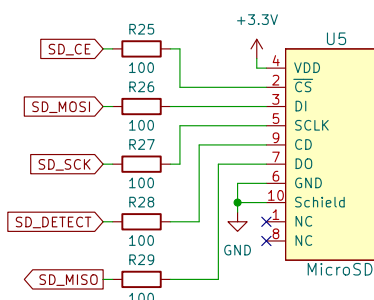 +3.3V
R25
U5
SD_CE
100
4 VDD
2 CS
R26
SD_MOSI
3 DI
100
5 SCLK
R27
9 CD
SD_SCK
7 DO
100
6 GND
R28
10 Schield
SD_DETECT
1 NC
100
8 NC
GND
R29
MicroSD
SD_MISO
100